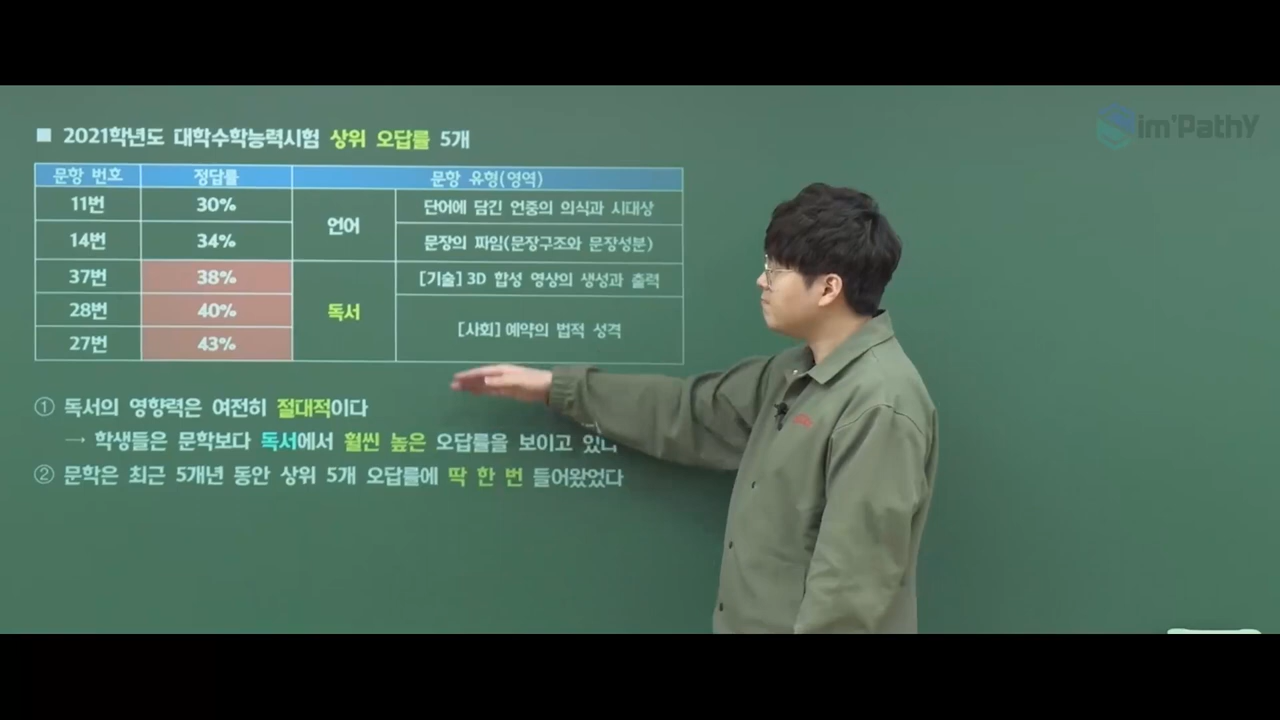 im'PathY
■ 2021학년도 대학수학능력시험 상위 오답률 5개
문항 번호 정답률 문항 유형(영역)
11번 30% 언어 단어에 담긴 언중의 의식과 시대상
14번 34% 문장의 짜임(문장구조와 문장성분)
37번 38% 독서 [기술] 3D 합성 영상의 생성과 출력
28번 40% [사회] 예약의 법적 성격
27번 43%
① 독서의 영향력은 여전히 절대적이다
→ 학생들은 문학보다 독서에서 훨씬 높은 오답률을 보이고 있다
② 문학은 최근 5개년 동안 상위 5개 오답률에 딱 한 번 들어왔었다